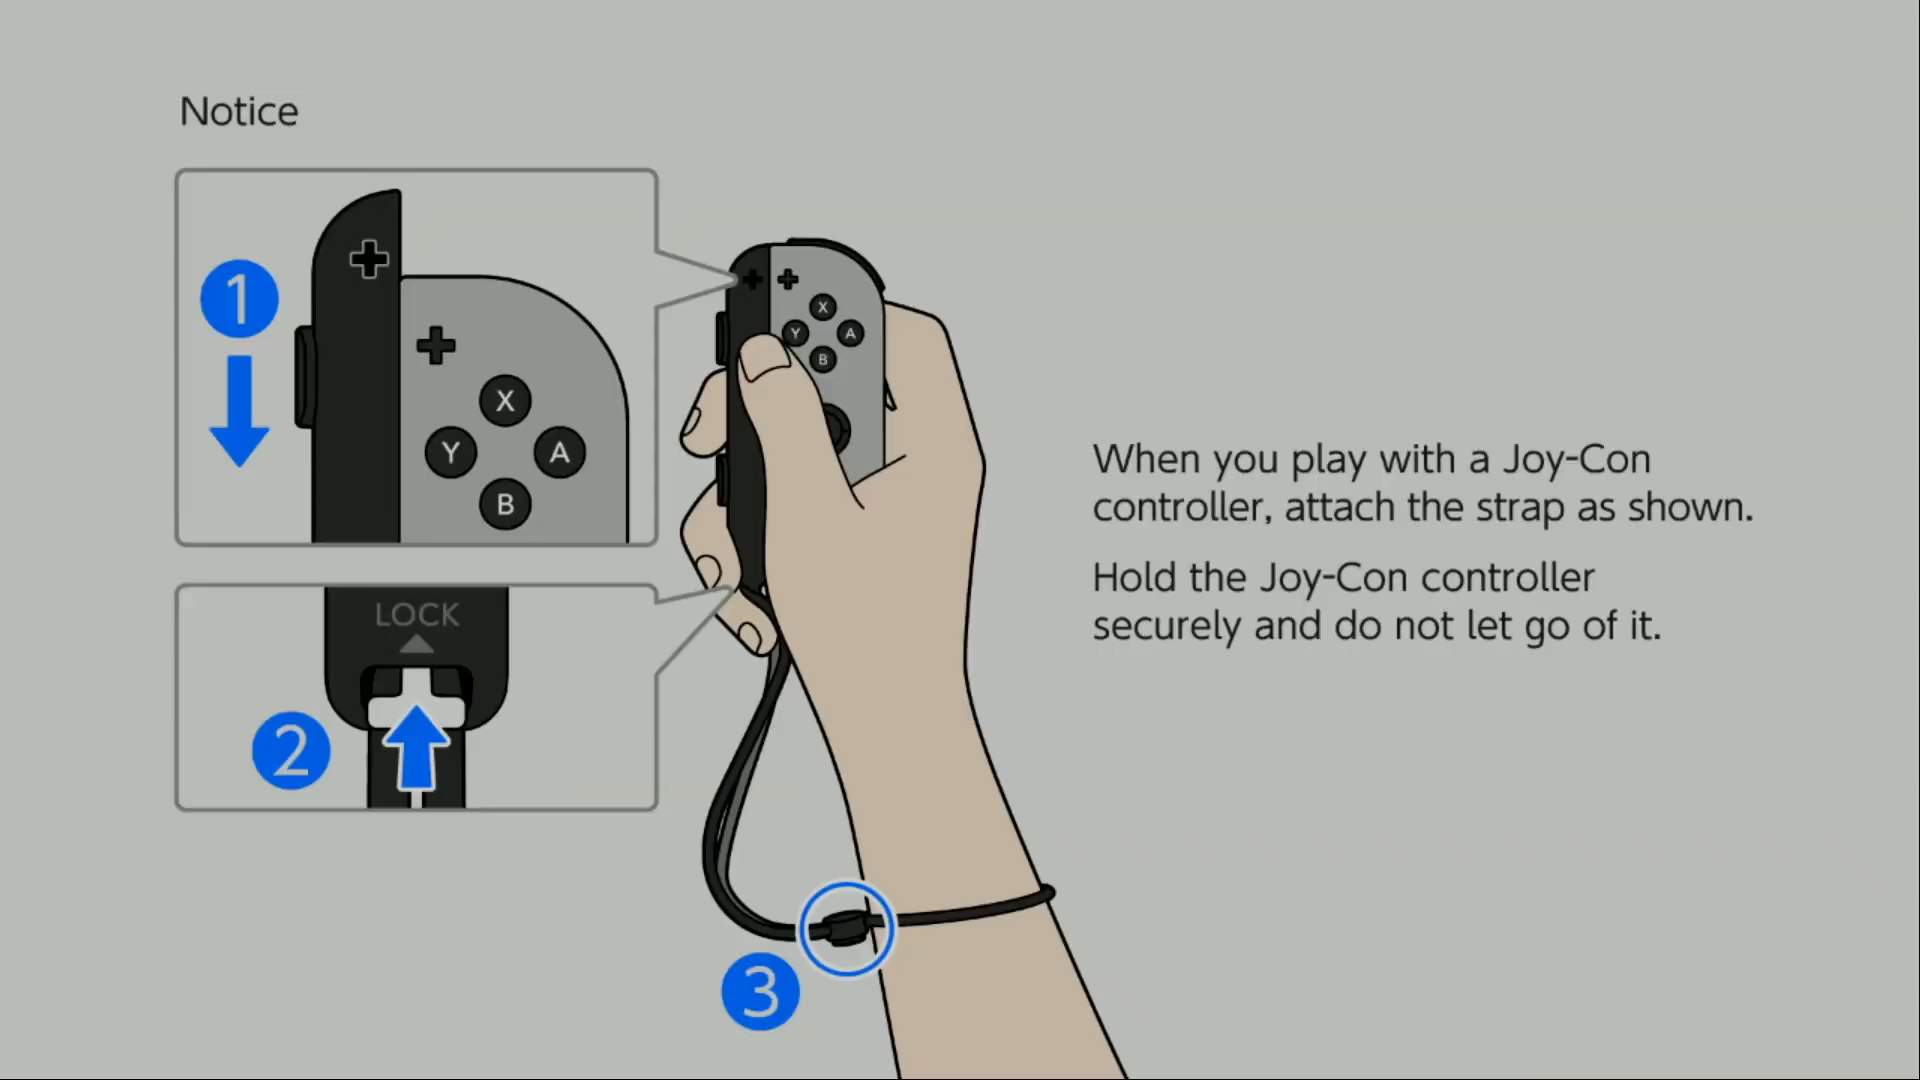 Notice
1
X
Y
A
B
LOCK
2
X
Y
A
B
3
When you play with a Joy-Con
controller, attach the strap as shown.
Hold the Joy-Con controller
securely and do not let go of it.